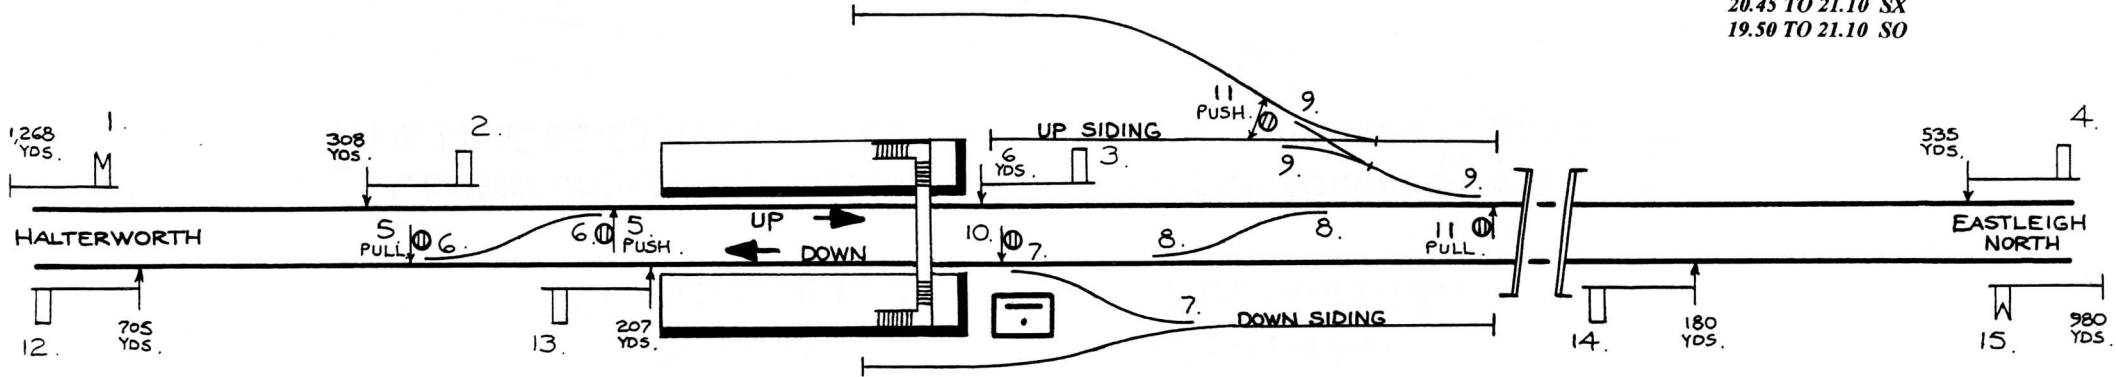 20.45 TO 21.10 SX
19.50 TO 21.10 SO
1,268 YDS.
1.
308 YDS.
2.
UP SIDING
6 YDS.
3.
11 PUSH.
9.
9.
9.
535 YDS.
4.
HALTERWORTH
5 PULL
6.
6.
5. PUSH.
UP
DOWN
10.
7.
8.
8.
11 PULL.
EASTLEIGH NORTH
12.
705 YDS.
13.
207 YDS.
7.
DOWN SIDING
14.
180 YDS.
15.
980 YDS.